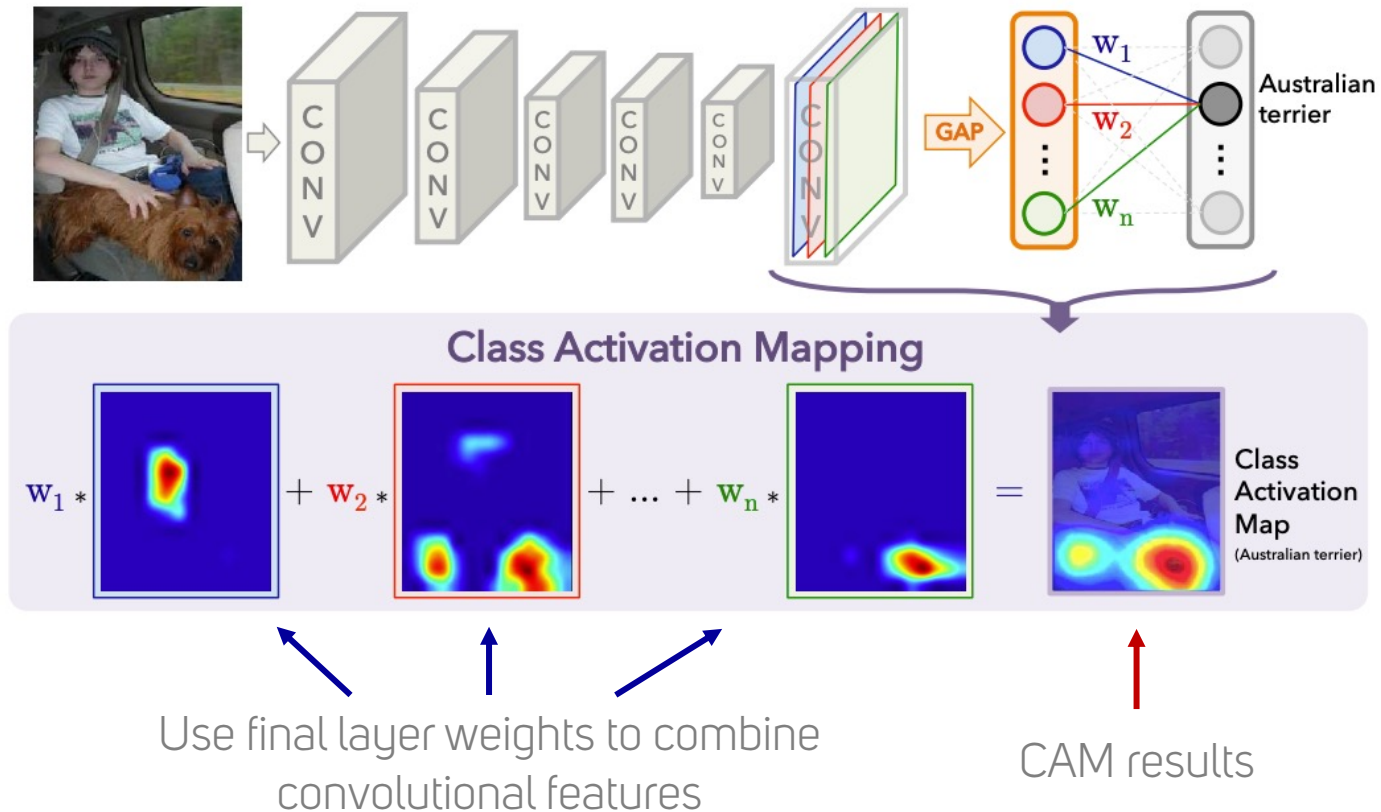 CONV
CONV
CONV
CONV
CONV
CONV
GAP
w₁
w₂
⋮
wₙ
⋮
Australian
terrier
Class Activation Mapping
w₁ * + w₂ * + ... + wₙ * =
Class
Activation
Map
(Australian terrier)
Use final layer weights to combine
convolutional features
CAM results